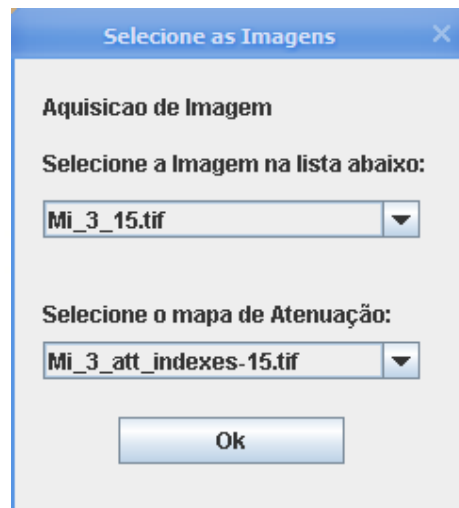 Selecione as Imagens
Aquisicao de Imagem
Selecione a Imagem na lista abaixo:
Mi_3_15.tif
Selecione o mapa de Atenuação:
Mi_3_att_indexes-15.tif
Ok